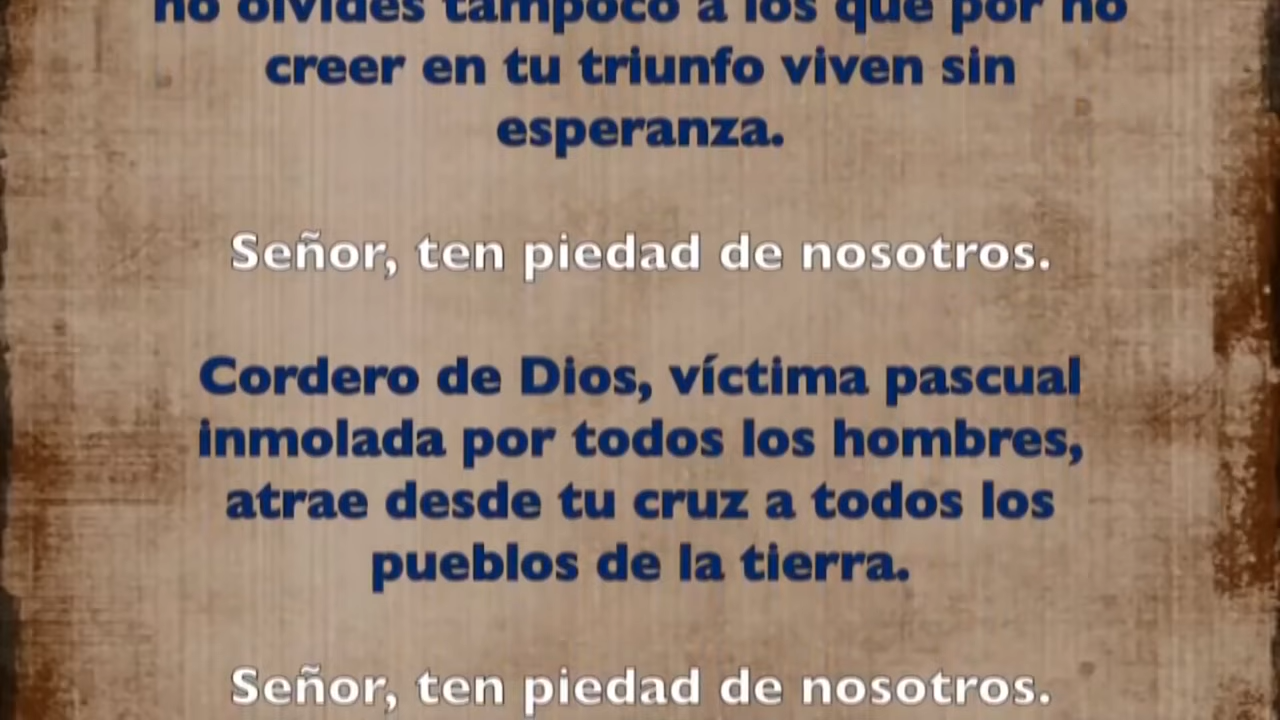 no olvides tampoco a los que por no
creer en tu triunfo viven sin
esperanza.
Señor, ten piedad de nosotros.
Cordero de Dios, víctima pascual
inmolada por todos los hombres,
atrae desde tu cruz a todos los
pueblos de la tierra.
Señor, ten piedad de nosotros.